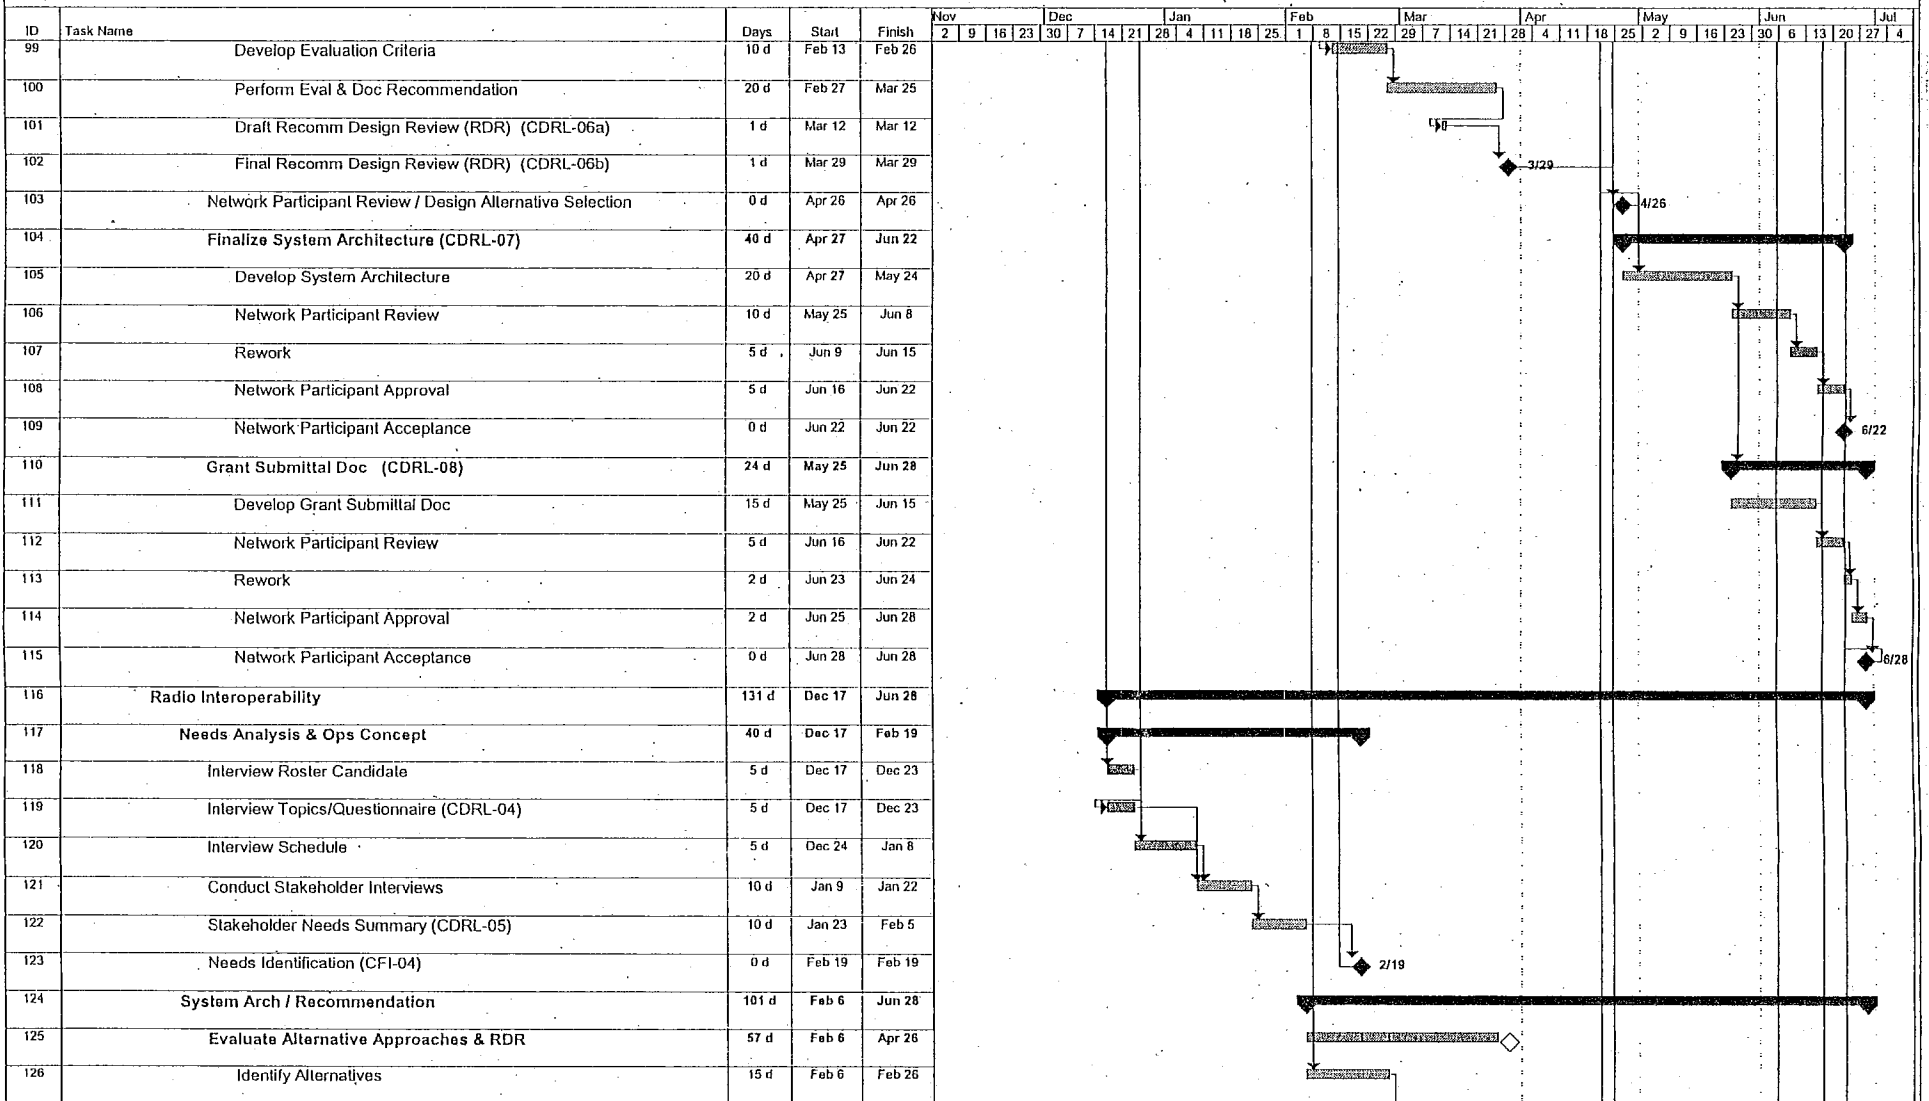 Nov Dec Jan Feb Mar Apr May Jun Jul
ID Task Name Days Start Finish 2 9 16 23 30 7 14 21 28 4 11 18 25 1 8 15 22 29 7 14 21 28 4 11 18 25 2 9 16 23 30 6 13 20 27 4
99 Develop Evaluation Criteria 10 d Feb 13 Feb 26
100 Perform Eval & Doc Recommendation 20 d Feb 27 Mar 25
101 Draft Recomm Design Review (RDR) (CDRL-06a) 1 d Mar 12 Mar 12
102 Final Recomm Design Review (RDR) (CDRL-06b) 1 d Mar 29 Mar 29 3/29
103 Network Participant Review / Design Alternative Selection 0 d Apr 26 Apr 26 4/26
104 Finalize System Architecture (CDRL-07) 40 d Apr 27 Jun 22
105 Develop System Architecture 20 d Apr 27 May 24
106 Network Participant Review 10 d May 25 Jun 8
107 Rework 5 d Jun 9 Jun 15
108 Network Participant Approval 5 d Jun 16 Jun 22
109 Network Participant Acceptance 0 d Jun 22 Jun 22 6/22
110 Grant Submittal Doc (CDRL-08) 24 d May 25 Jun 28
111 Develop Grant Submittal Doc 15 d May 25 Jun 15
112 Network Participant Review 5 d Jun 16 Jun 22
113 Rework 2 d Jun 23 Jun 24
114 Network Participant Approval 2 d Jun 25 Jun 28
115 Network Participant Acceptance 0 d Jun 28 Jun 28 6/28
116 Radio Interoperability 131 d Dec 17 Jun 28
117 Needs Analysis & Ops Concept 40 d Dec 17 Feb 19
118 Interview Roster Candidate 5 d Dec 17 Dec 23
119 Interview Topics/Questionnaire (CDRL-04) 5 d Dec 17 Dec 23
120 Interview Schedule 5 d Dec 24 Jan 8
121 Conduct Stakeholder Interviews 10 d Jan 9 Jan 22
122 Stakeholder Needs Summary (CDRL-05) 10 d Jan 23 Feb 5
123 Needs Identification (CFI-04) 0 d Feb 19 Feb 19 2/19
124 System Arch / Recommendation 101 d Feb 6 Jun 28
125 Evaluate Alternative Approaches & RDR 57 d Feb 6 Apr 26
126 Identify Alternatives 15 d Feb 6 Feb 26